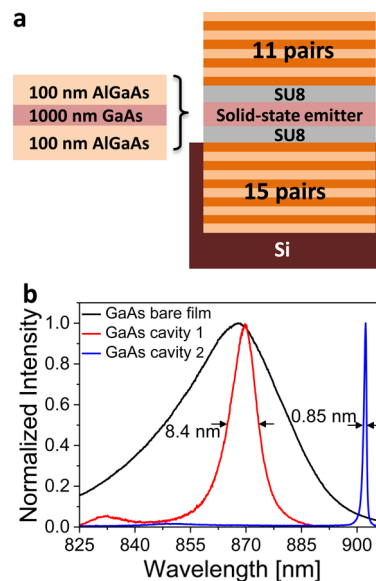 a
11 pairs
100 nm AlGaAs
1000 nm GaAs
100 nm AlGaAs
SU8
Solid-state emitter
SU8
15 pairs
Si
b
GaAs bare film
GaAs cavity 1
GaAs cavity 2
8.4 nm
0.85 nm
Normalized Intensity
1.0
0.8
0.6
0.4
0.2
0.0
825 840 855 870 885 900
Wavelength [nm]